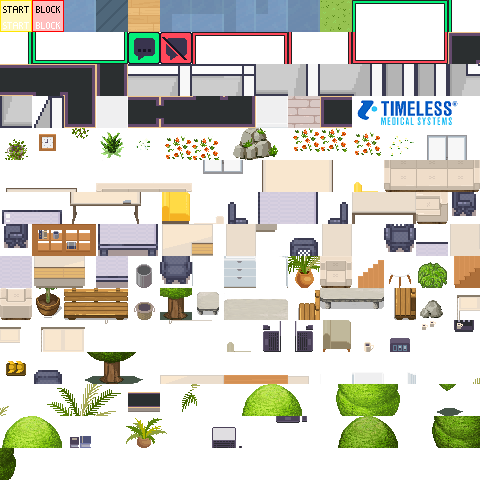 START
BLOCK
START
BLOCK
TIMELESS®
MEDICAL SYSTEMS